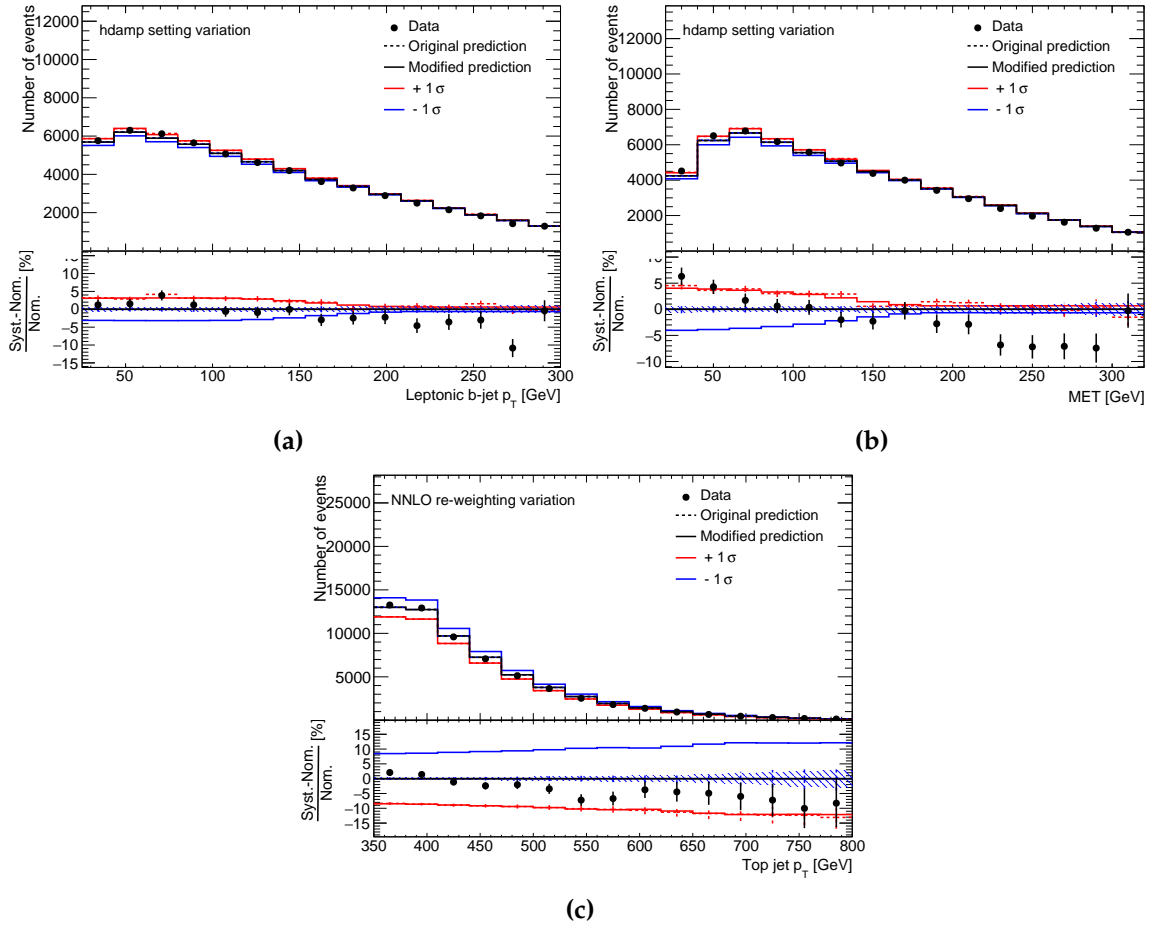 hdamp setting variation
Data
Original prediction
Modified prediction
+ 1 σ
- 1 σ
Number of events
12000
10000
8000
6000
4000
2000
Syst.-Nom.
Nom.
[%]
10
5
0
−5
−10
−15
50 100 150 200 250 300
Leptonic b-jet p_T [GeV]
(a)
hdamp setting variation
Data
Original prediction
Modified prediction
+ 1 σ
- 1 σ
Number of events
12000
10000
8000
6000
4000
2000
Syst.-Nom.
Nom.
[%]
5
0
−5
−10
50 100 150 200 250 300
MET [GeV]
(b)
NNLO re-weighting variation
Data
Original prediction
Modified prediction
+ 1 σ
- 1 σ
Number of events
25000
20000
15000
10000
5000
Syst.-Nom.
Nom.
[%]
15
10
5
0
−5
−10
−15
350 400 450 500 550 600 650 700 750 800
Top jet p_T [GeV]
(c)